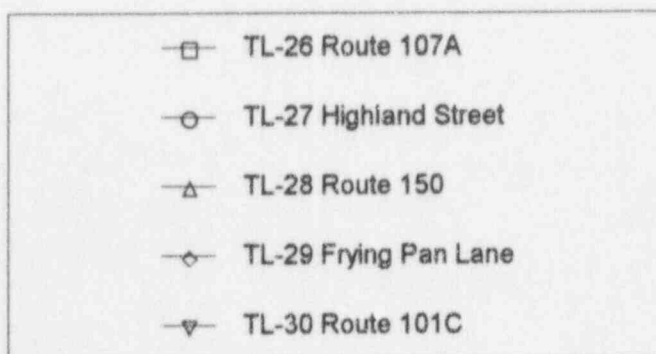 TL-26 Route 107A
TL-27 Highland Street
TL-28 Route 150
TL-29 Frying Pan Lane
TL-30 Route 101C